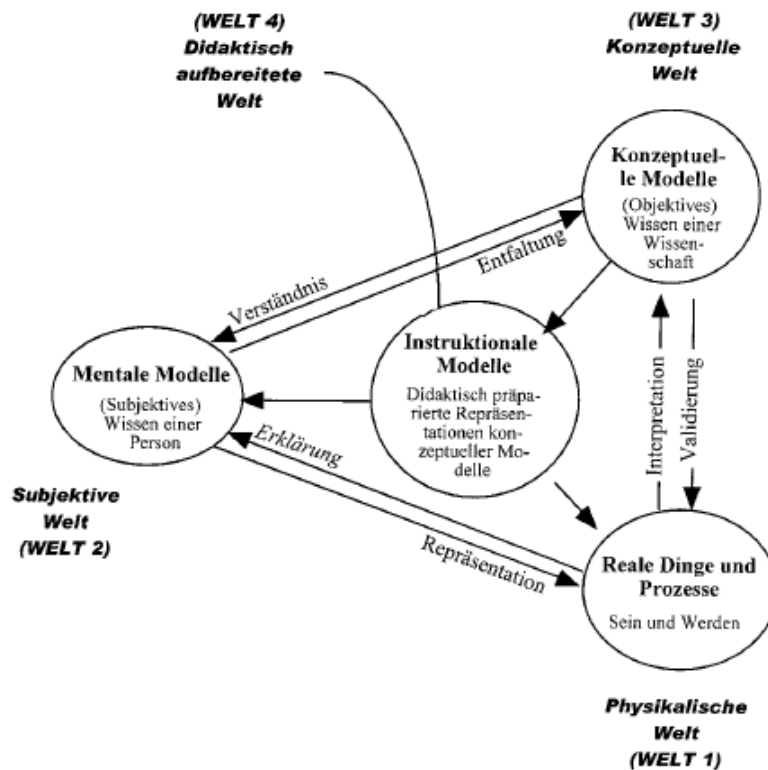 (WELT 4)
Didaktisch
aufbereitete
Welt
(WELT 3)
Konzeptuelle
Welt
Konzeptuel-
le Modelle
(Objektives)
Wissen einer
Wissen-
schaft
Verständnis
Entfaltung
Mentale Modelle
(Subjektives)
Wissen einer
Person
Instruktionale
Modelle
Didaktisch präpa-
rierte Repräsen-
tationen kon-
zeptueller Mo-
delle
Interpretation
Validierung
Erklärung
Repräsentation
Subjektive
Welt
(WELT 2)
Reale Dinge und
Prozesse
Sein und Werden
Physikalische
Welt
(WELT 1)